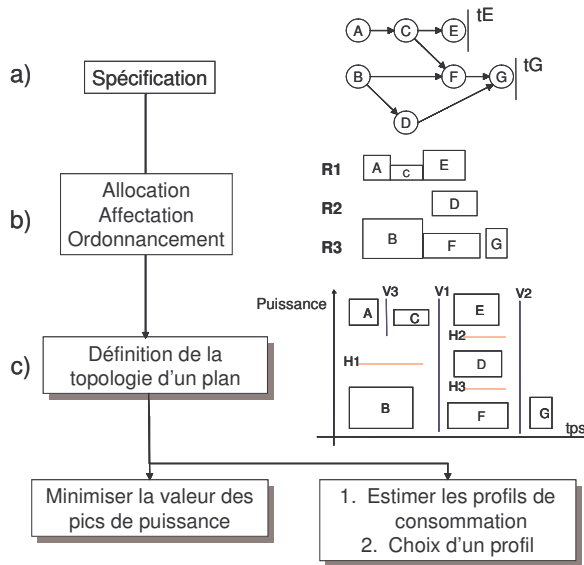 A C E tE
a) Spécification
B F G tG
D
b) Allocation
Affectation
Ordonnancement
R1 A C E
R2 D
R3 B F G
Puissance
V3 V1 V2
A C E
H2
H1 D
H3
B F G
tps
c) Définition de la
topologie d'un plan
Minimiser la valeur des
pics de puissance
1. Estimer les profils de
consommation
2. Choix d'un profil